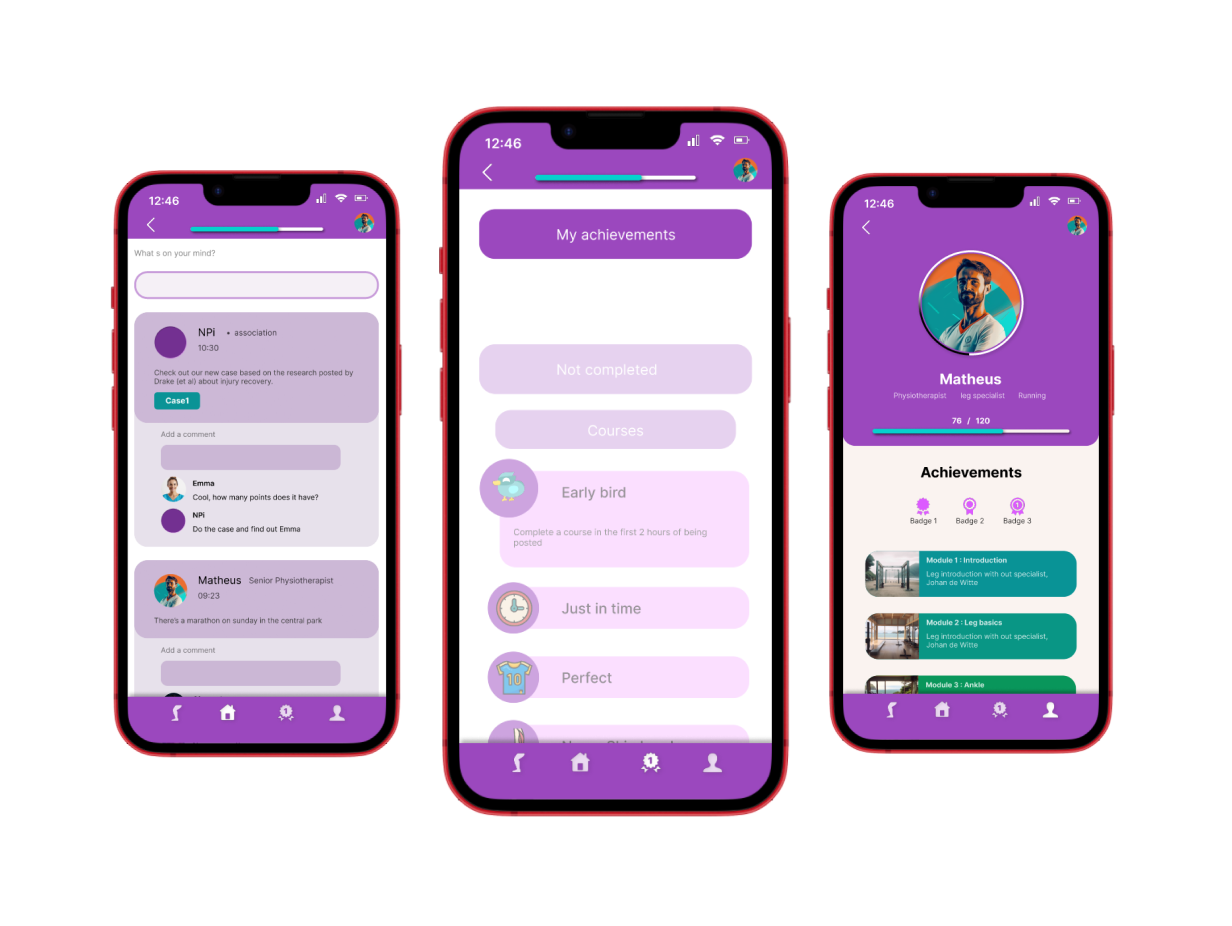 12:46
What s on your mind?
NPi • association
10:30
Check out our new case based on the research posted by
Drake (et al) about injury recovery.
Case1
Add a comment
Emma
Cool, how many points does it have?
NPi
Do the case and find out Emma
Matheus Senior Physiotherapist
09:23
There's a marathon on sunday in the central park
Add a comment
12:46
My achievements
Not completed
Courses
Early bird
Complete a course in the first 2 hours of being
posted
Just in time
10
Perfect
1
12:46
Matheus
Physiotherapist leg specialist Running
76 / 120
Achievements
1
Badge 1 Badge 2 Badge 3
Module 1 : Introduction
Leg introduction with out specialist,
Johan de Witte
Module 2 : Leg basics
Leg introduction with out specialist,
Johan de Witte
Module 3 : Ankle
1